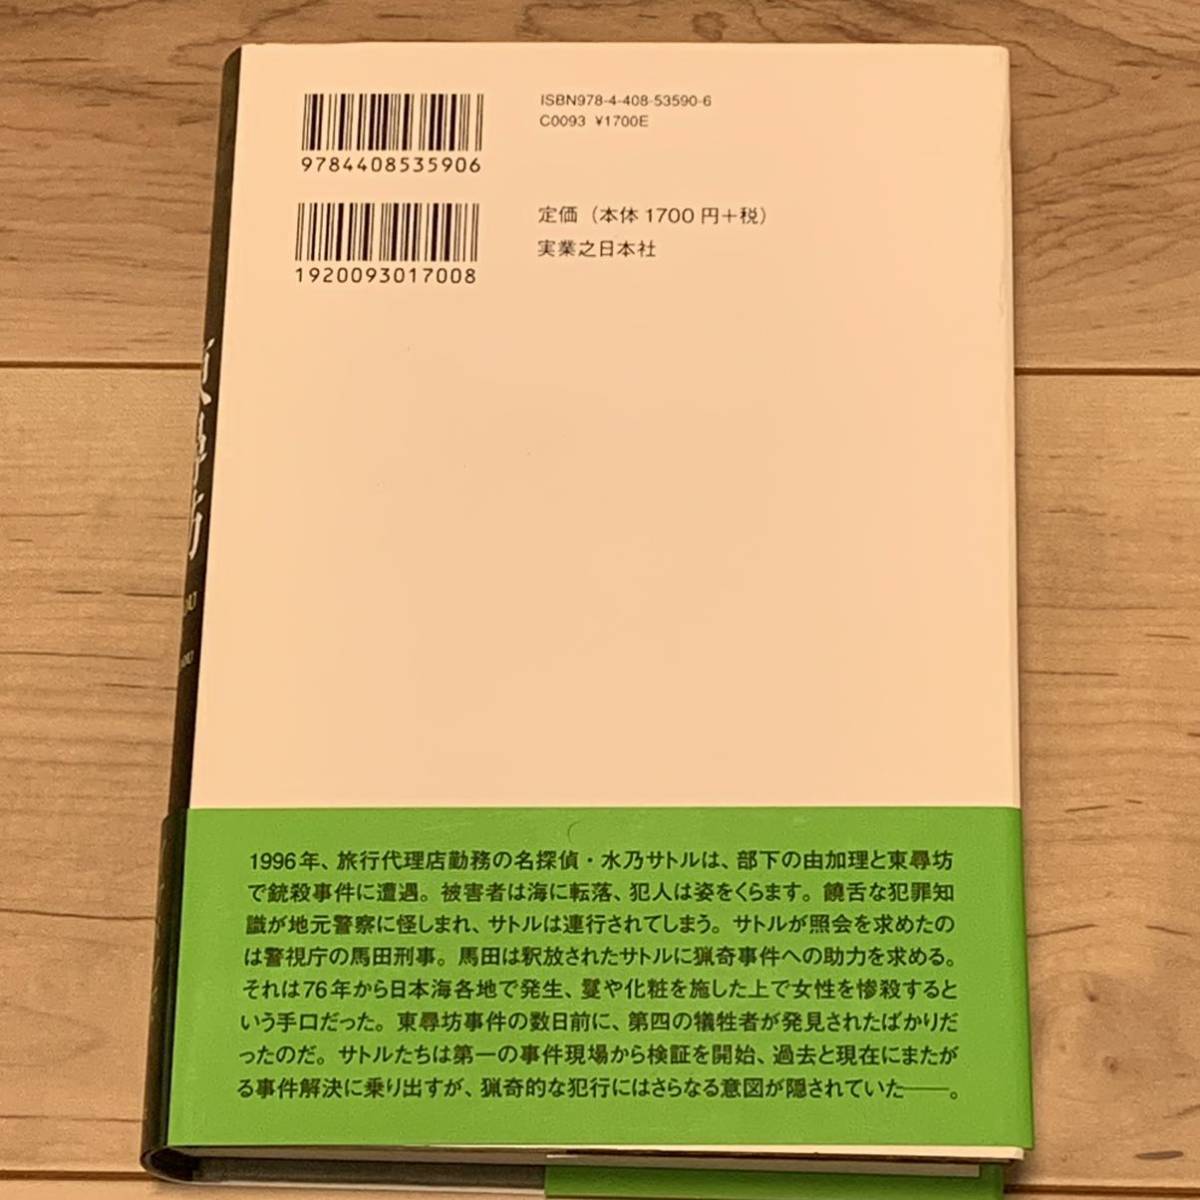 ISBN978-4-408-53590-6
C0093 ¥1700E
9784408535906
定価（本体1700円＋税）
実業之日本社
1920093017008
東尋坊
1996年、旅行代理店勤務の名探偵・水乃サトルは、部下の由加理と東尋坊
で銃殺事件に遭遇。被害者は海に転落、犯人は姿をくらます。饒舌な犯罪知
識が地元警察に怪しまれ、サトルは連行されてしまう。サトルが照会を求めたの
は警視庁の馬田刑事。馬田は釈放されたサトルに猟奇事件への助力を求める。
それは76年から日本海各地で発生、鬘や化粧を施した上で女性を惨殺すると
いう手口だった。東尋坊事件の数日前に、第四の犠牲者が発見されたばかりだ
ったのだ。サトルたちは第一の事件現場から検証を開始、過去と現在にまたが
る事件解決に乗り出すが、猟奇的な犯行にはさらなる意図が隠されていた――。